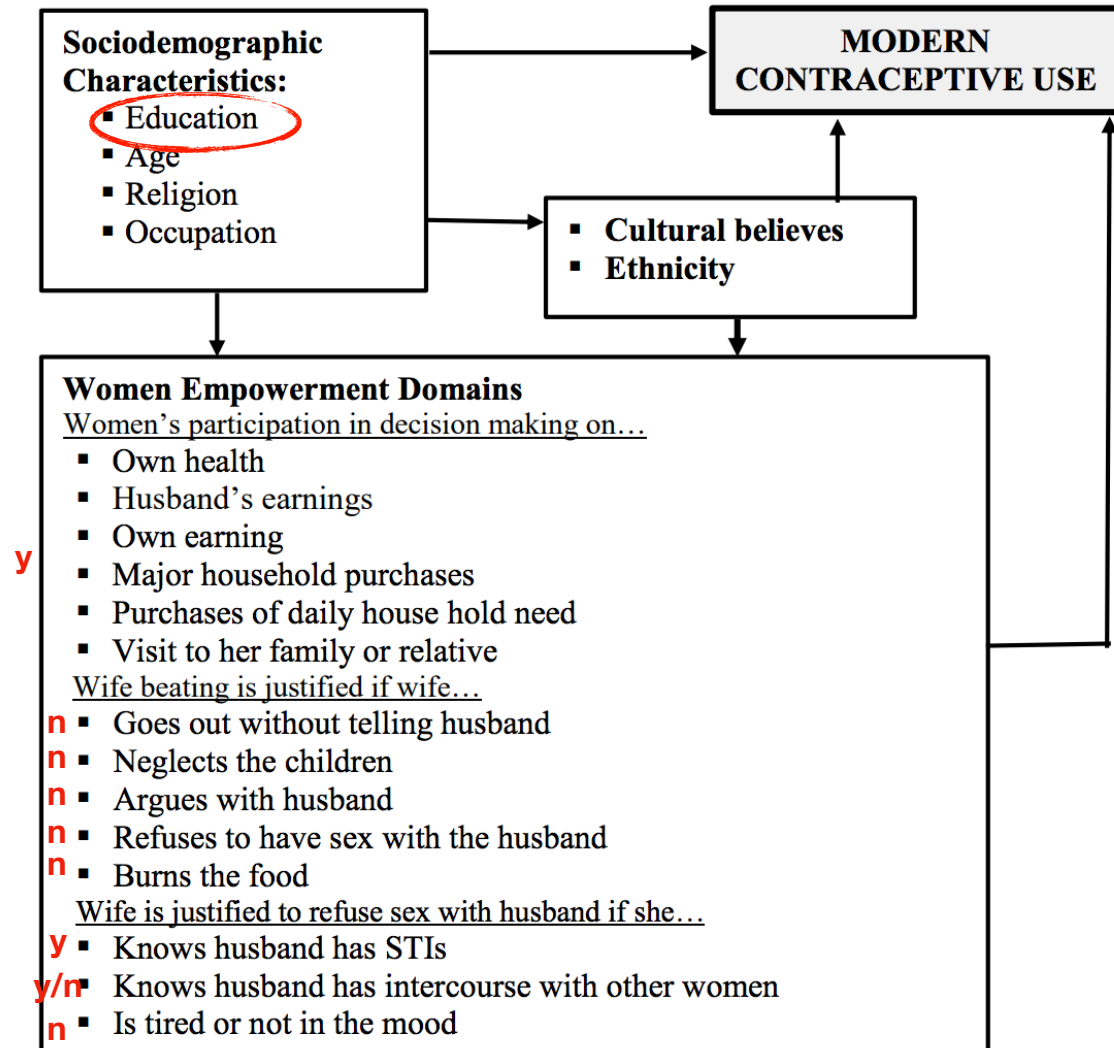 Sociodemographic
Characteristics:
▪ Education
▪ Age
▪ Religion
▪ Occupation
MODERN
CONTRACEPTIVE USE
▪ Cultural believes
▪ Ethnicity
Women Empowerment Domains
Women's participation in decision making on…
▪ Own health
▪ Husband's earnings
▪ Own earning
y
▪ Major household purchases
▪ Purchases of daily house hold need
▪ Visit to her family or relative
Wife beating is justified if wife…
n ▪ Goes out without telling husband
n ▪ Neglects the children
n ▪ Argues with husband
n ▪ Refuses to have sex with the husband
n ▪ Burns the food
Wife is justified to refuse sex with husband if she…
y ▪ Knows husband has STIs
y/n ▪ Knows husband has intercourse with other women
n ▪ Is tired or not in the mood